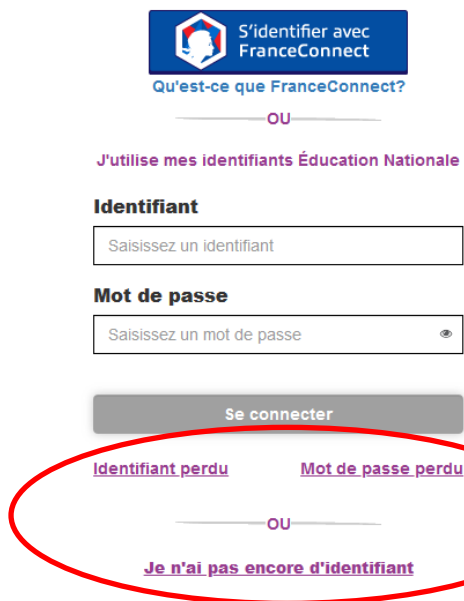 S'identifier avec
FranceConnect
Qu'est-ce que FranceConnect?
OU
J'utilise mes identifiants Éducation Nationale
Identifiant
Saisissez un identifiant
Mot de passe
Saisissez un mot de passe
Se connecter
Identifiant perdu Mot de passe perdu
OU
Je n'ai pas encore d'identifiant